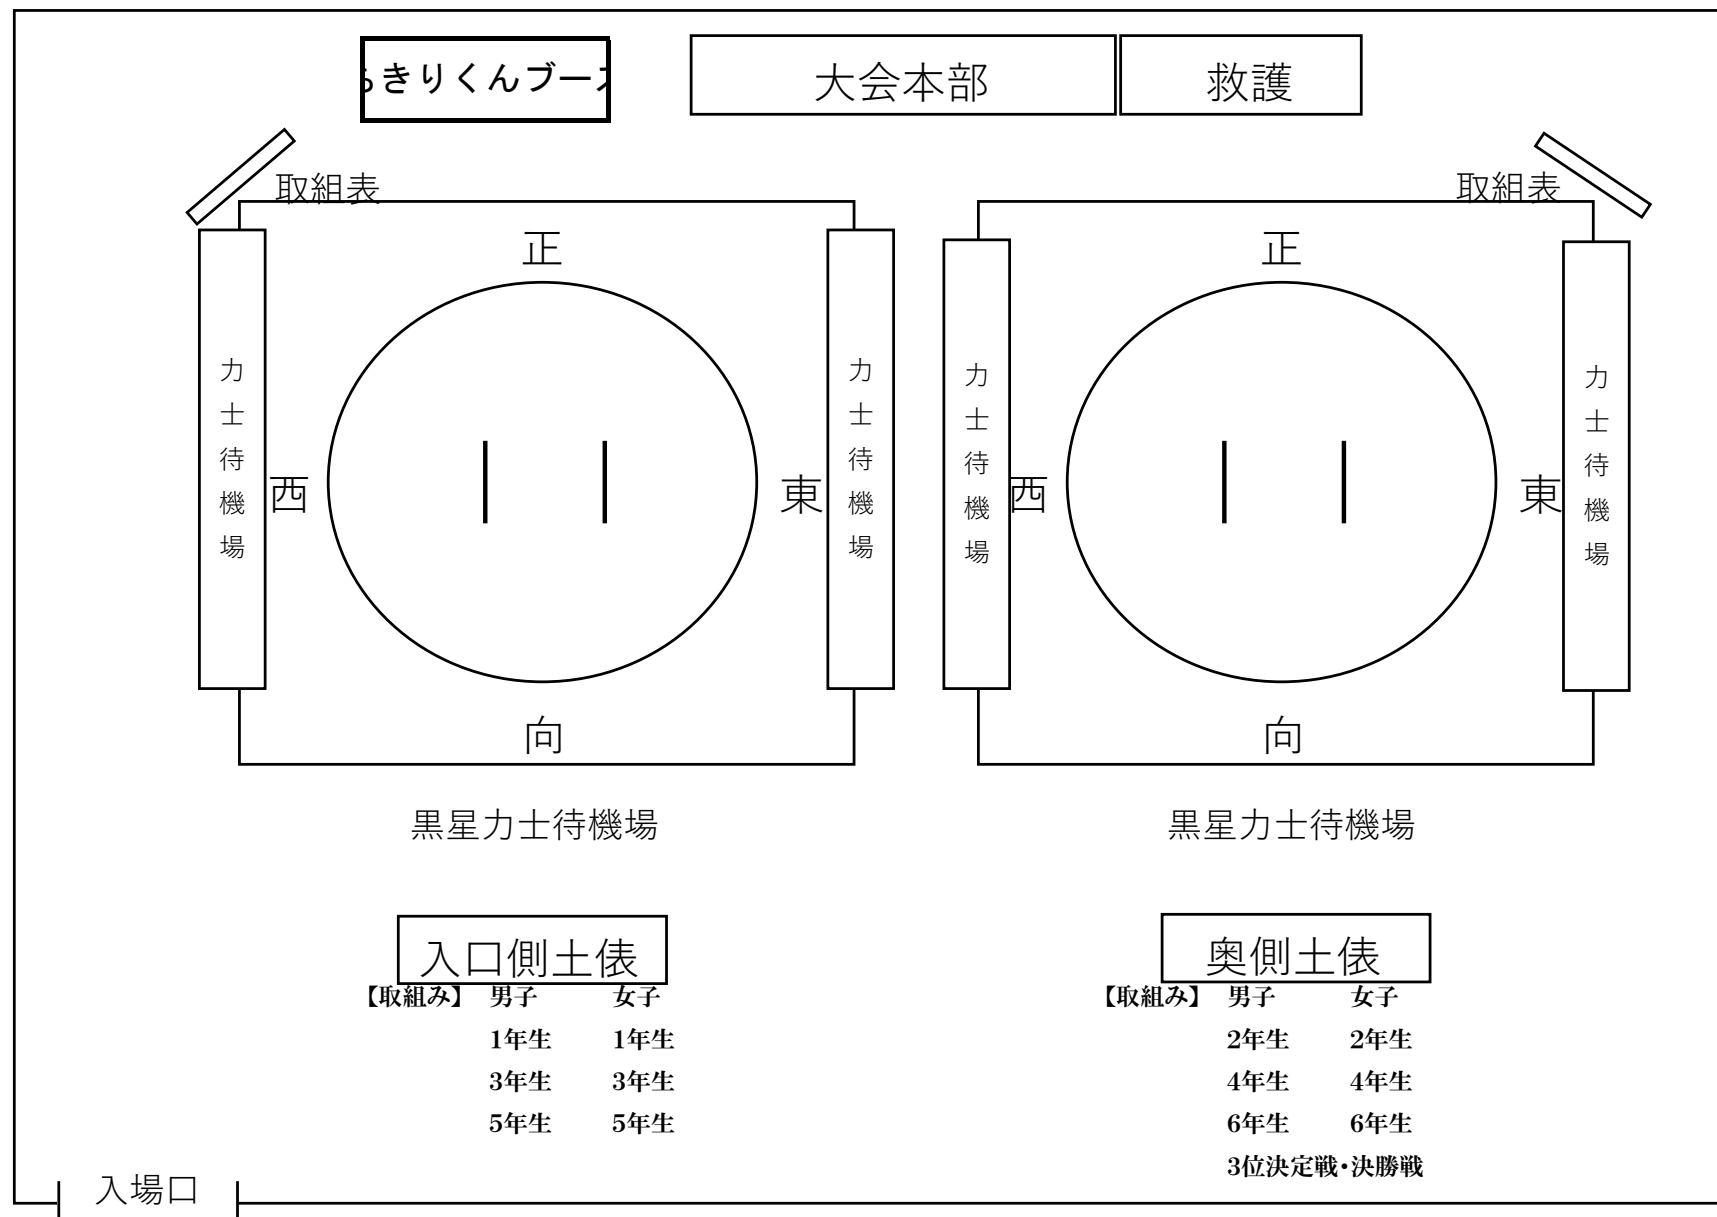 きりくんブー
大会本部
救護
取組表
取組表
正
正
力士待機場
西
東
力士待機場
力士待機場
西
東
力士待機場
向
向
黒星力士待機場
黒星力士待機場
入口側土俵
奥側土俵
【取組み】 男子 女子
1年生 1年生
3年生 3年生
5年生 5年生
【取組み】 男子 女子
2年生 2年生
4年生 4年生
6年生 6年生
3位決定戦・決勝戦
入場口